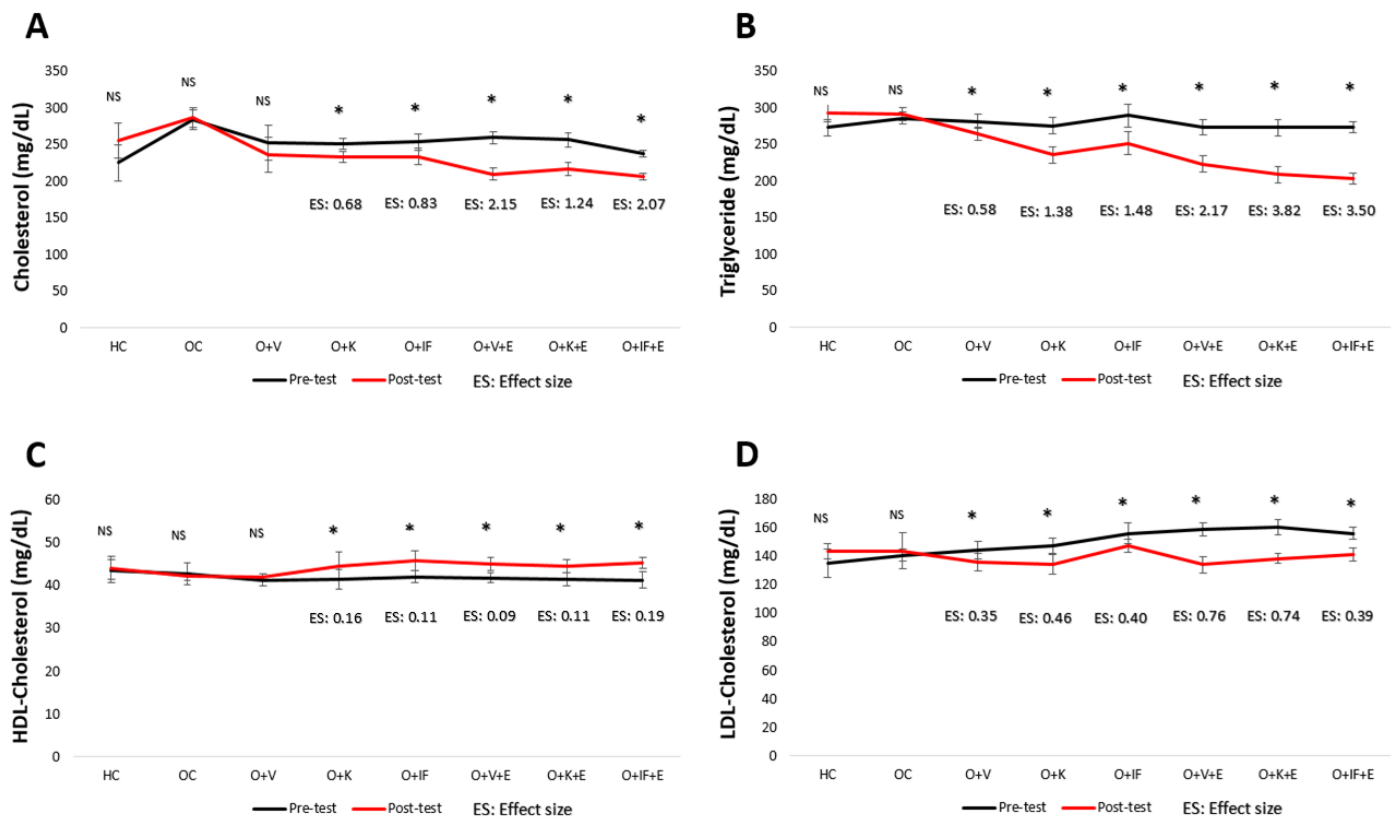 A
Cholesterol (mg/dL)
350
300
250
200
150
100
50
0
NS
NS
NS
*
*
*
*
*
ES: 0.68
ES: 0.83
ES: 2.15
ES: 1.24
ES: 2.07
HC
OC
O+V
O+K
O+IF
O+V+E
O+K+E
O+IF+E
Pre-test
Post-test
ES: Effect size
B
Triglyceride (mg/dL)
350
300
250
200
150
100
50
0
NS
NS
*
*
*
*
*
*
ES: 0.58
ES: 1.38
ES: 1.48
ES: 2.17
ES: 3.82
ES: 3.50
HC
OC
O+V
O+K
O+IF
O+V+E
O+K+E
O+IF+E
Pre-test
Post-test
ES: Effect size
C
HDL-Cholesterol (mg/dL)
60
50
40
30
20
10
0
NS
NS
NS
*
*
*
*
*
ES: 0.16
ES: 0.11
ES: 0.09
ES: 0.11
ES: 0.19
HC
OC
O+V
O+K
O+IF
O+V+E
O+K+E
O+IF+E
Pre-test
Post-test
ES: Effect size
D
LDL-Cholesterol (mg/dL)
180
160
140
120
100
80
60
40
20
0
NS
NS
*
*
*
*
*
*
ES: 0.35
ES: 0.46
ES: 0.40
ES: 0.76
ES: 0.74
ES: 0.39
HC
OC
O+V
O+K
O+IF
O+V+E
O+K+E
O+IF+E
Pre-test
Post-test
ES: Effect size